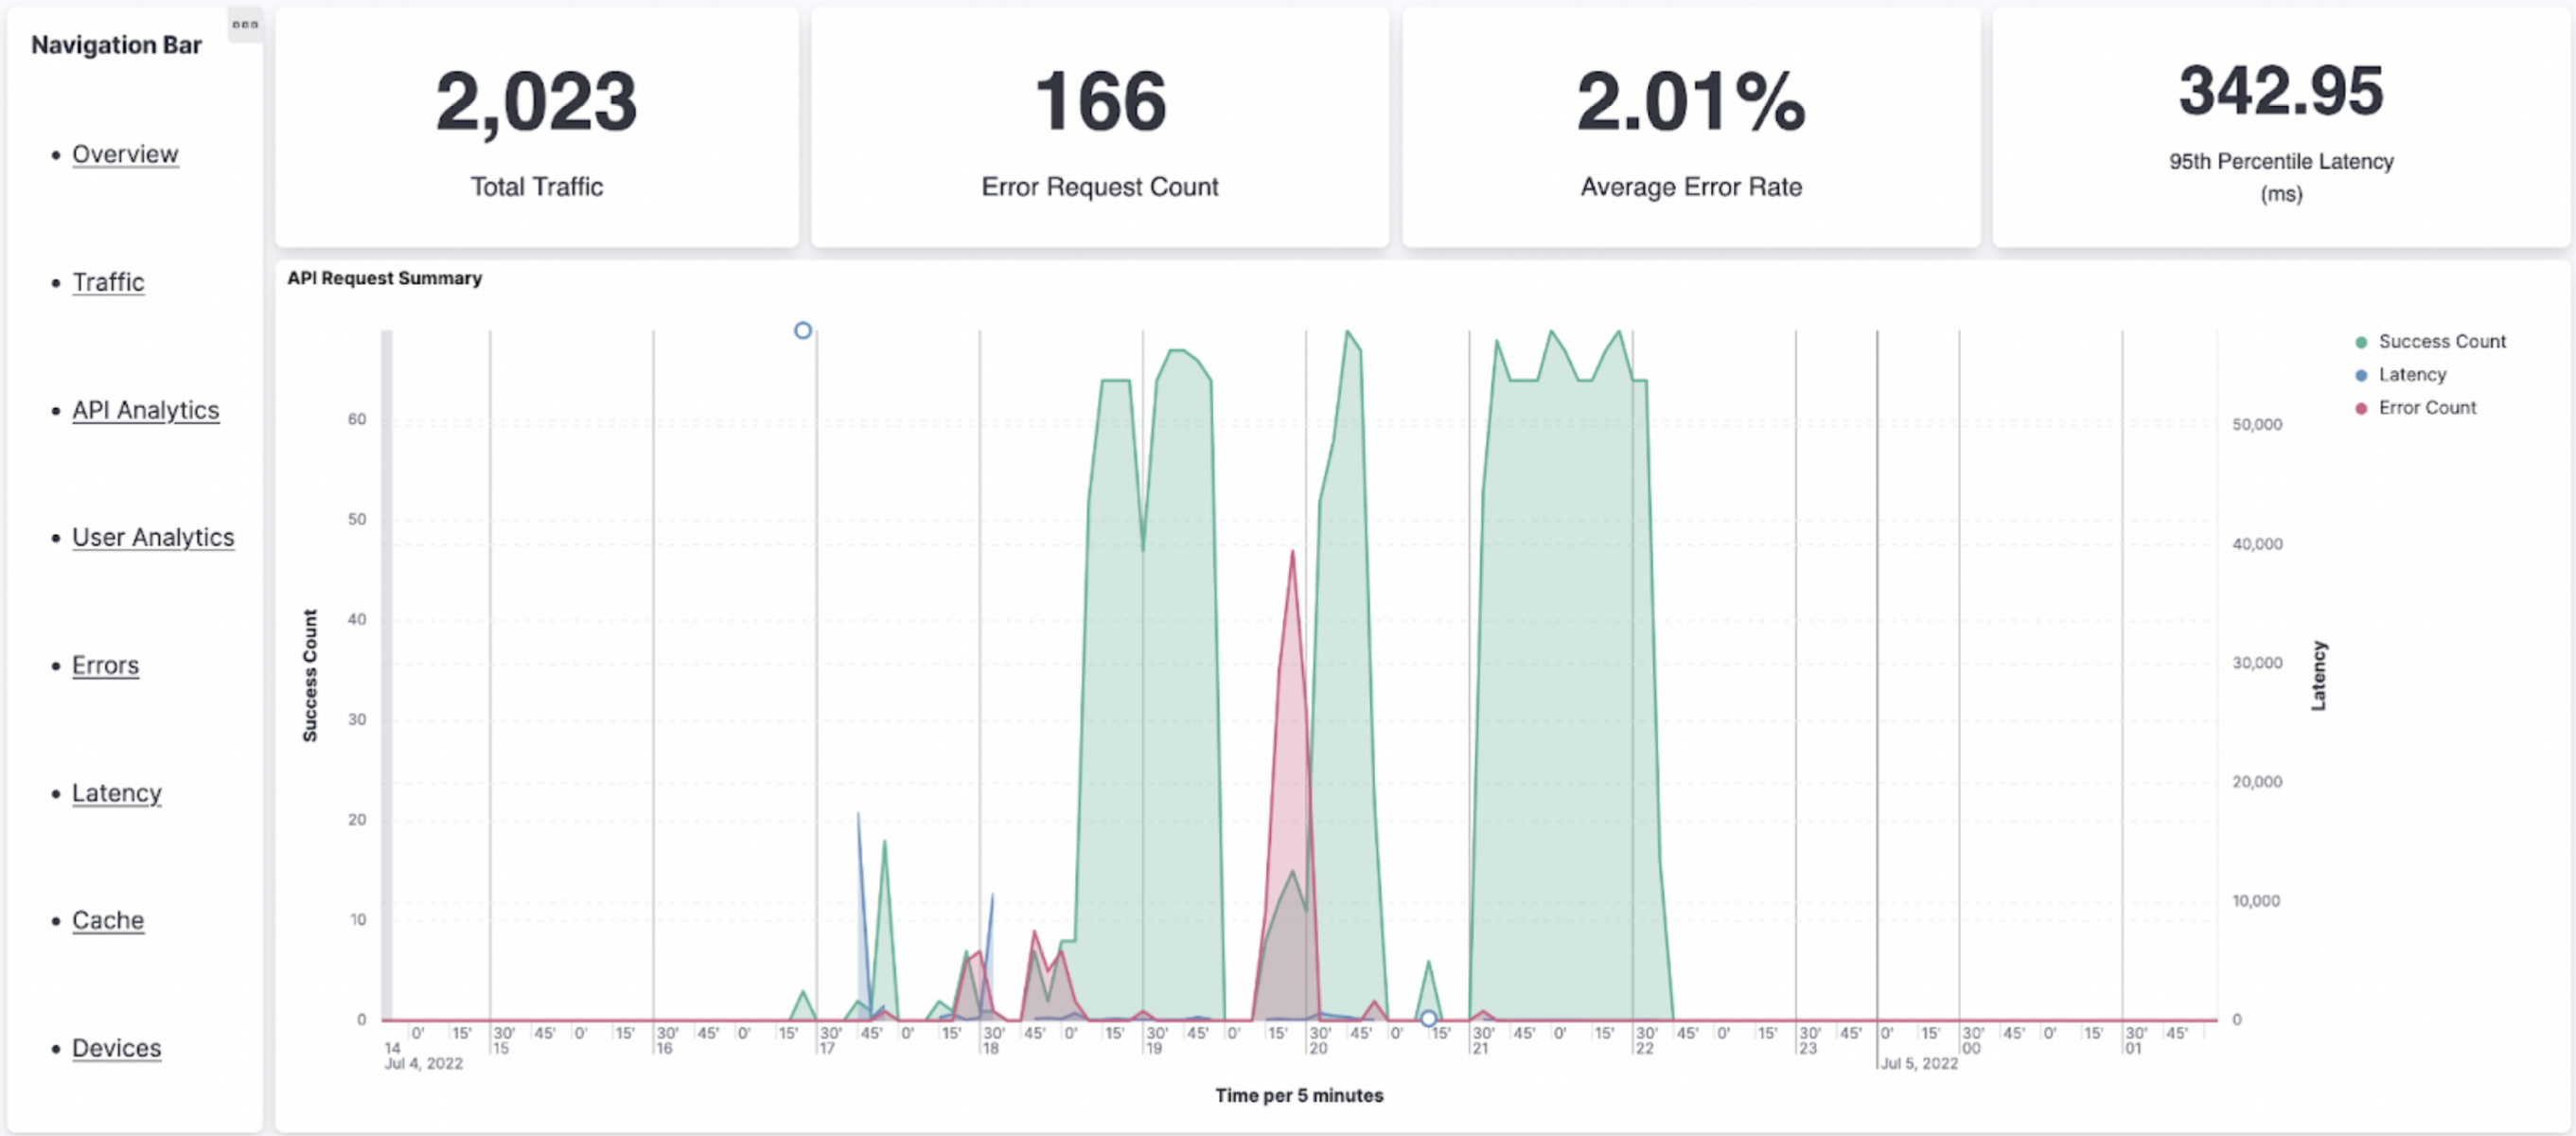 Navigation Bar
Overview
Traffic
API Analytics
User Analytics
Errors
Latency
Cache
Devices
2,023
Total Traffic
166
Error Request Count
2.01%
Average Error Rate
342.95
95th Percentile Latency
(ms)
API Request Summary
Success Count
60
50
40
30
20
10
0
50,000
40,000
30,000
20,000
10,000
0
Latency
Success Count
Latency
Error Count
0' 15' 30' 45' 0' 15' 30' 45' 0' 15' 30' 45' 0' 15' 30' 45' 0' 15' 30' 45' 0' 15' 30' 45' 0' 15' 30' 45' 0' 15' 30' 45' 0' 15' 30' 45' 0' 15' 30' 45' 0' 15' 30' 45'
14 15 16 17 18 19 20 21 22 23 00 01
Jul 4, 2022 Jul 5, 2022
Time per 5 minutes